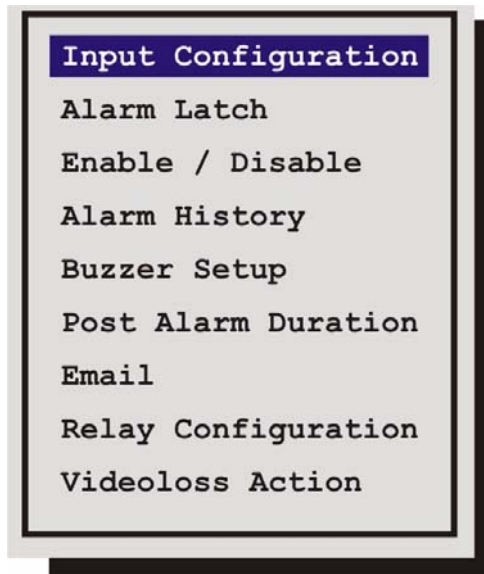 Input Configuration
Alarm Latch
Enable / Disable
Alarm History
Buzzer Setup
Post Alarm Duration
Email
Relay Configuration
Videoloss Action